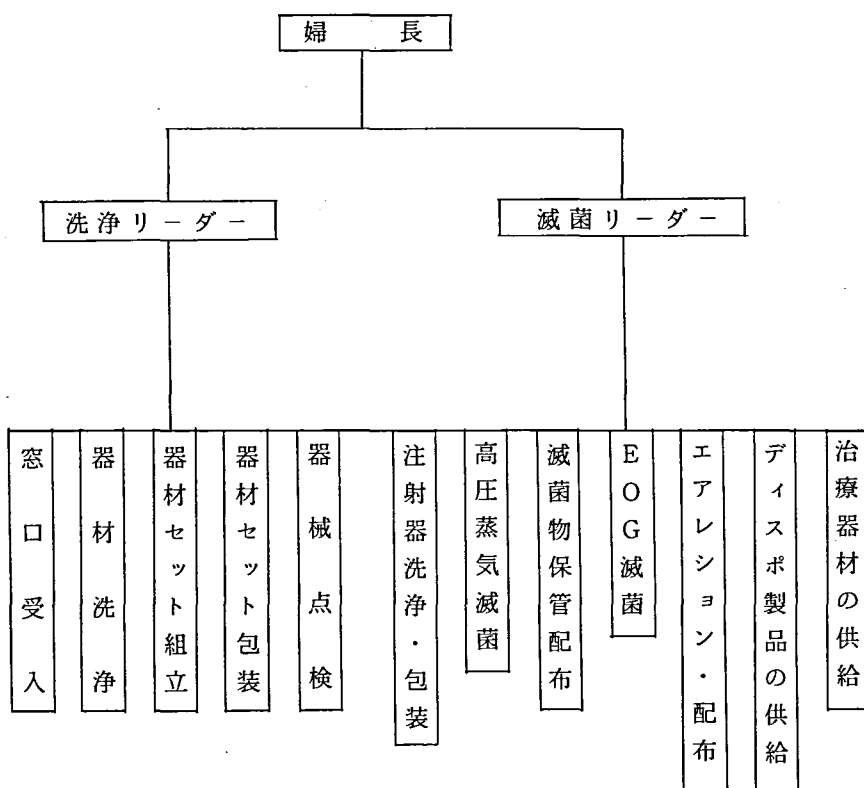 婦長
洗浄リーダー
滅菌リーダー
窓口受入
器材洗浄
器材セット組立
器材セット包装
器械点検
注射器洗浄・包装
高圧蒸気滅菌
滅菌物保管配布
EOG滅菌
エアレション・配布
ディスポ製品の供給
治療器材の供給